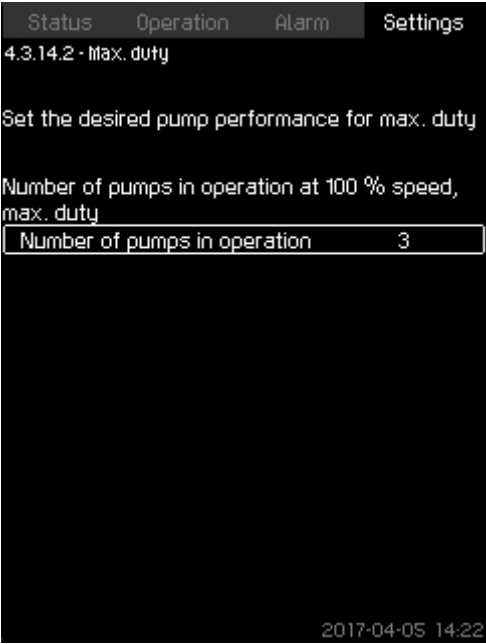 Status Operation Alarm Settings
4.3.14.2 - Max. duty
Set the desired pump performance for max. duty
Number of pumps in operation at 100 % speed,
max. duty
Number of pumps in operation 3
2017-04-05 14:22